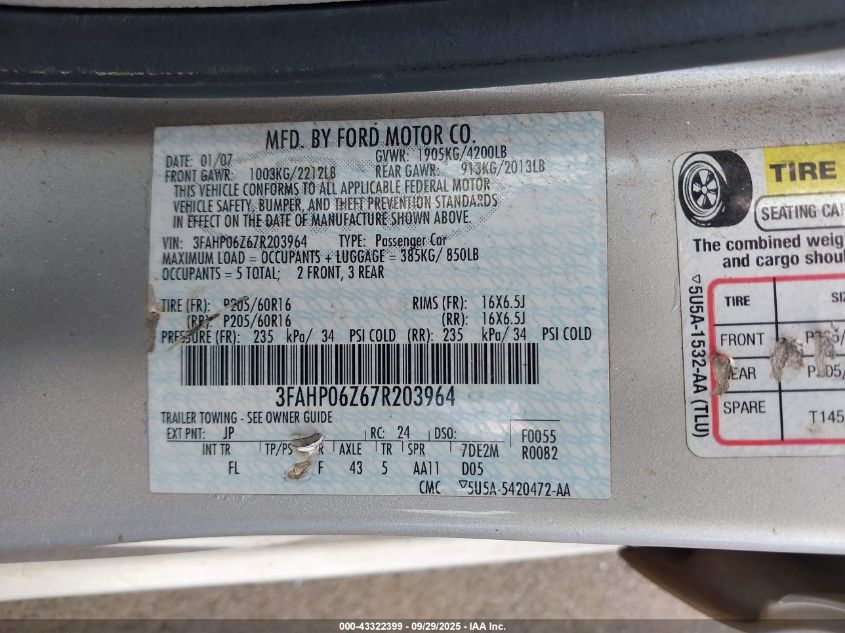 MFD. BY FORD MOTOR CO.
DATE: 01/07 GVWR: 1905KG/4200LB
FRONT GAWR: 1003KG/2212LB REAR GAWR: 913KG/2013LB
THIS VEHICLE CONFORMS TO ALL APPLICABLE FEDERAL MOTOR
VEHICLE SAFETY, BUMPER, AND THEFT PREVENTION STANDARDS
IN EFFECT ON THE DATE OF MANUFACTURE SHOWN ABOVE.
VIN: 3FAHP06Z67R203964 TYPE: Passenger Car
MAXIMUM LOAD = OCCUPANTS + LUGGAGE = 385KG/ 850LB
OCCUPANTS = 5 TOTAL; 2 FRONT, 3 REAR
TIRE (FR): P205/60R16 RIMS (FR): 16X6.5J
(RR): P205/60R16 (RR): 16X6.5J
PRESSURE (FR): 235 kPa/ 34 PSI COLD (RR): 235 kPa/ 34 PSI COLD
3FAHP06Z67R203964
TRAILER TOWING - SEE OWNER GUIDE
EXT PNT: JP RC: 24 DSO: F0055
INT TR TP/PS R AXLE TR SPR 7DE2M R0082
FL F 43 5 AA11 D05
CMC ▽5U5A-5420472-AA
TIRE
SEATING CA
The combined weig
and cargo shou
▽5U5A-1532-AA (TLU)
TIRE SI
FRONT
REAR
SPARE T145
000-43322399 | 09/29/2025 | IAA Inc.